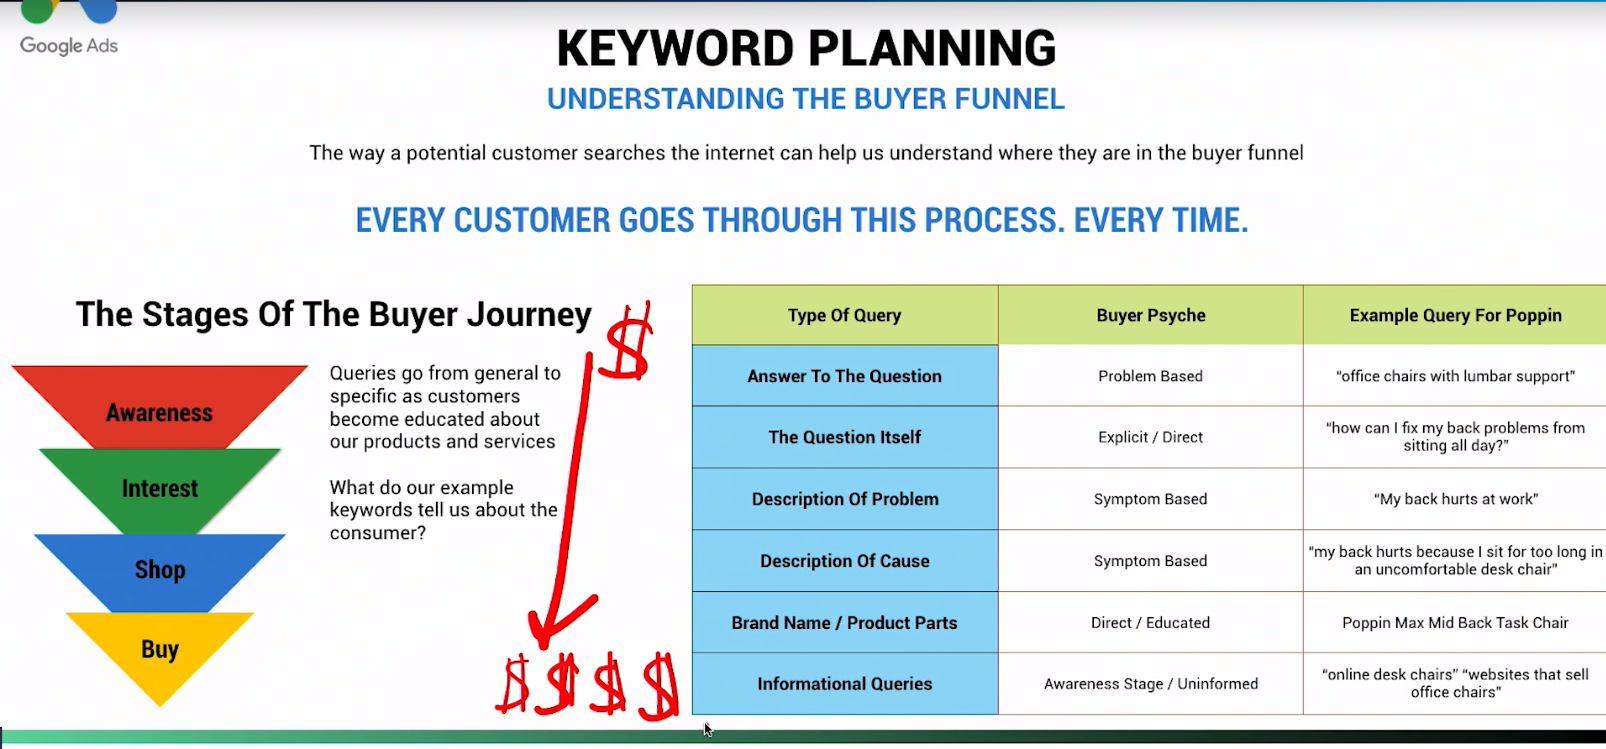 Google Ads
KEYWORD PLANNING
UNDERSTANDING THE BUYER FUNNEL
The way a potential customer searches the internet can help us understand where they are in the buyer funnel
EVERY CUSTOMER GOES THROUGH THIS PROCESS. EVERY TIME.
The Stages Of The Buyer Journey
$
Awareness
Interest
Shop
Buy
Queries go from general to
specific as customers
become educated about
our products and services
What do our example
keywords tell us about the
consumer?
$ $ $ $
Type Of Query Buyer Psyche Example Query For Poppin
Answer To The Question Problem Based “office chairs with lumbar support”
The Question Itself Explicit / Direct “how can I fix my back problems from
sitting all day?”
Description Of Problem Symptom Based “My back hurts at work”
Description Of Cause Symptom Based “my back hurts because I sit for too long in
an uncomfortable desk chair”
Brand Name / Product Parts Direct / Educated Poppin Max Mid Back Task Chair
Informational Queries Awareness Stage / Uninformed “online desk chairs” “websites that sell
office chairs”